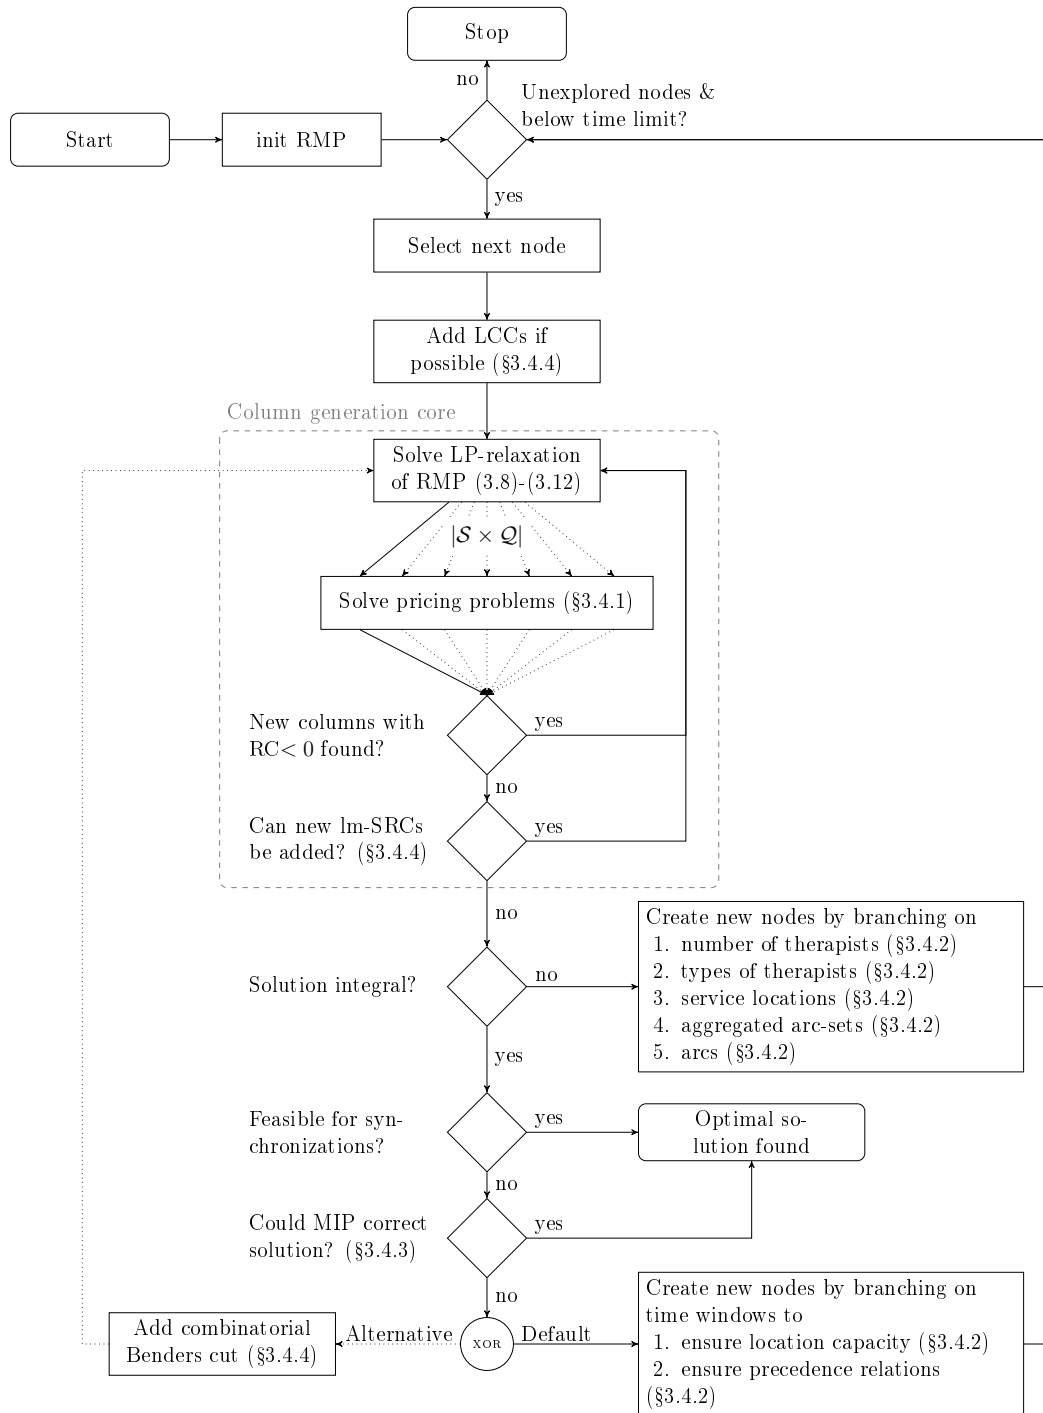 Stop
no
Unexplored nodes &
below time limit?
Start
init RMP
yes
Select next node
Add LCCs if
possible (§3.4.4)
Column generation core
Solve LP-relaxation
of RMP (3.8)-(3.12)
|𝒮 × 𝒬|
Solve pricing problems (§3.4.1)
New columns with
RC< 0 found?
yes
no
Can new lm-SRCs
be added? (§3.4.4)
yes
no
Solution integral?
no
Create new nodes by branching on
1. number of therapists (§3.4.2)
2. types of therapists (§3.4.2)
3. service locations (§3.4.2)
4. aggregated arc-sets (§3.4.2)
5. arcs (§3.4.2)
yes
Feasible for syn-
chronizations?
yes
Optimal so-
lution found
no
Could MIP correct
solution? (§3.4.3)
yes
no
Add combinatorial
Benders cut (§3.4.4)
Alternative
XOR
Default
Create new nodes by branching on
time windows to
1. ensure location capacity (§3.4.2)
2. ensure precedence relations
(§3.4.2)